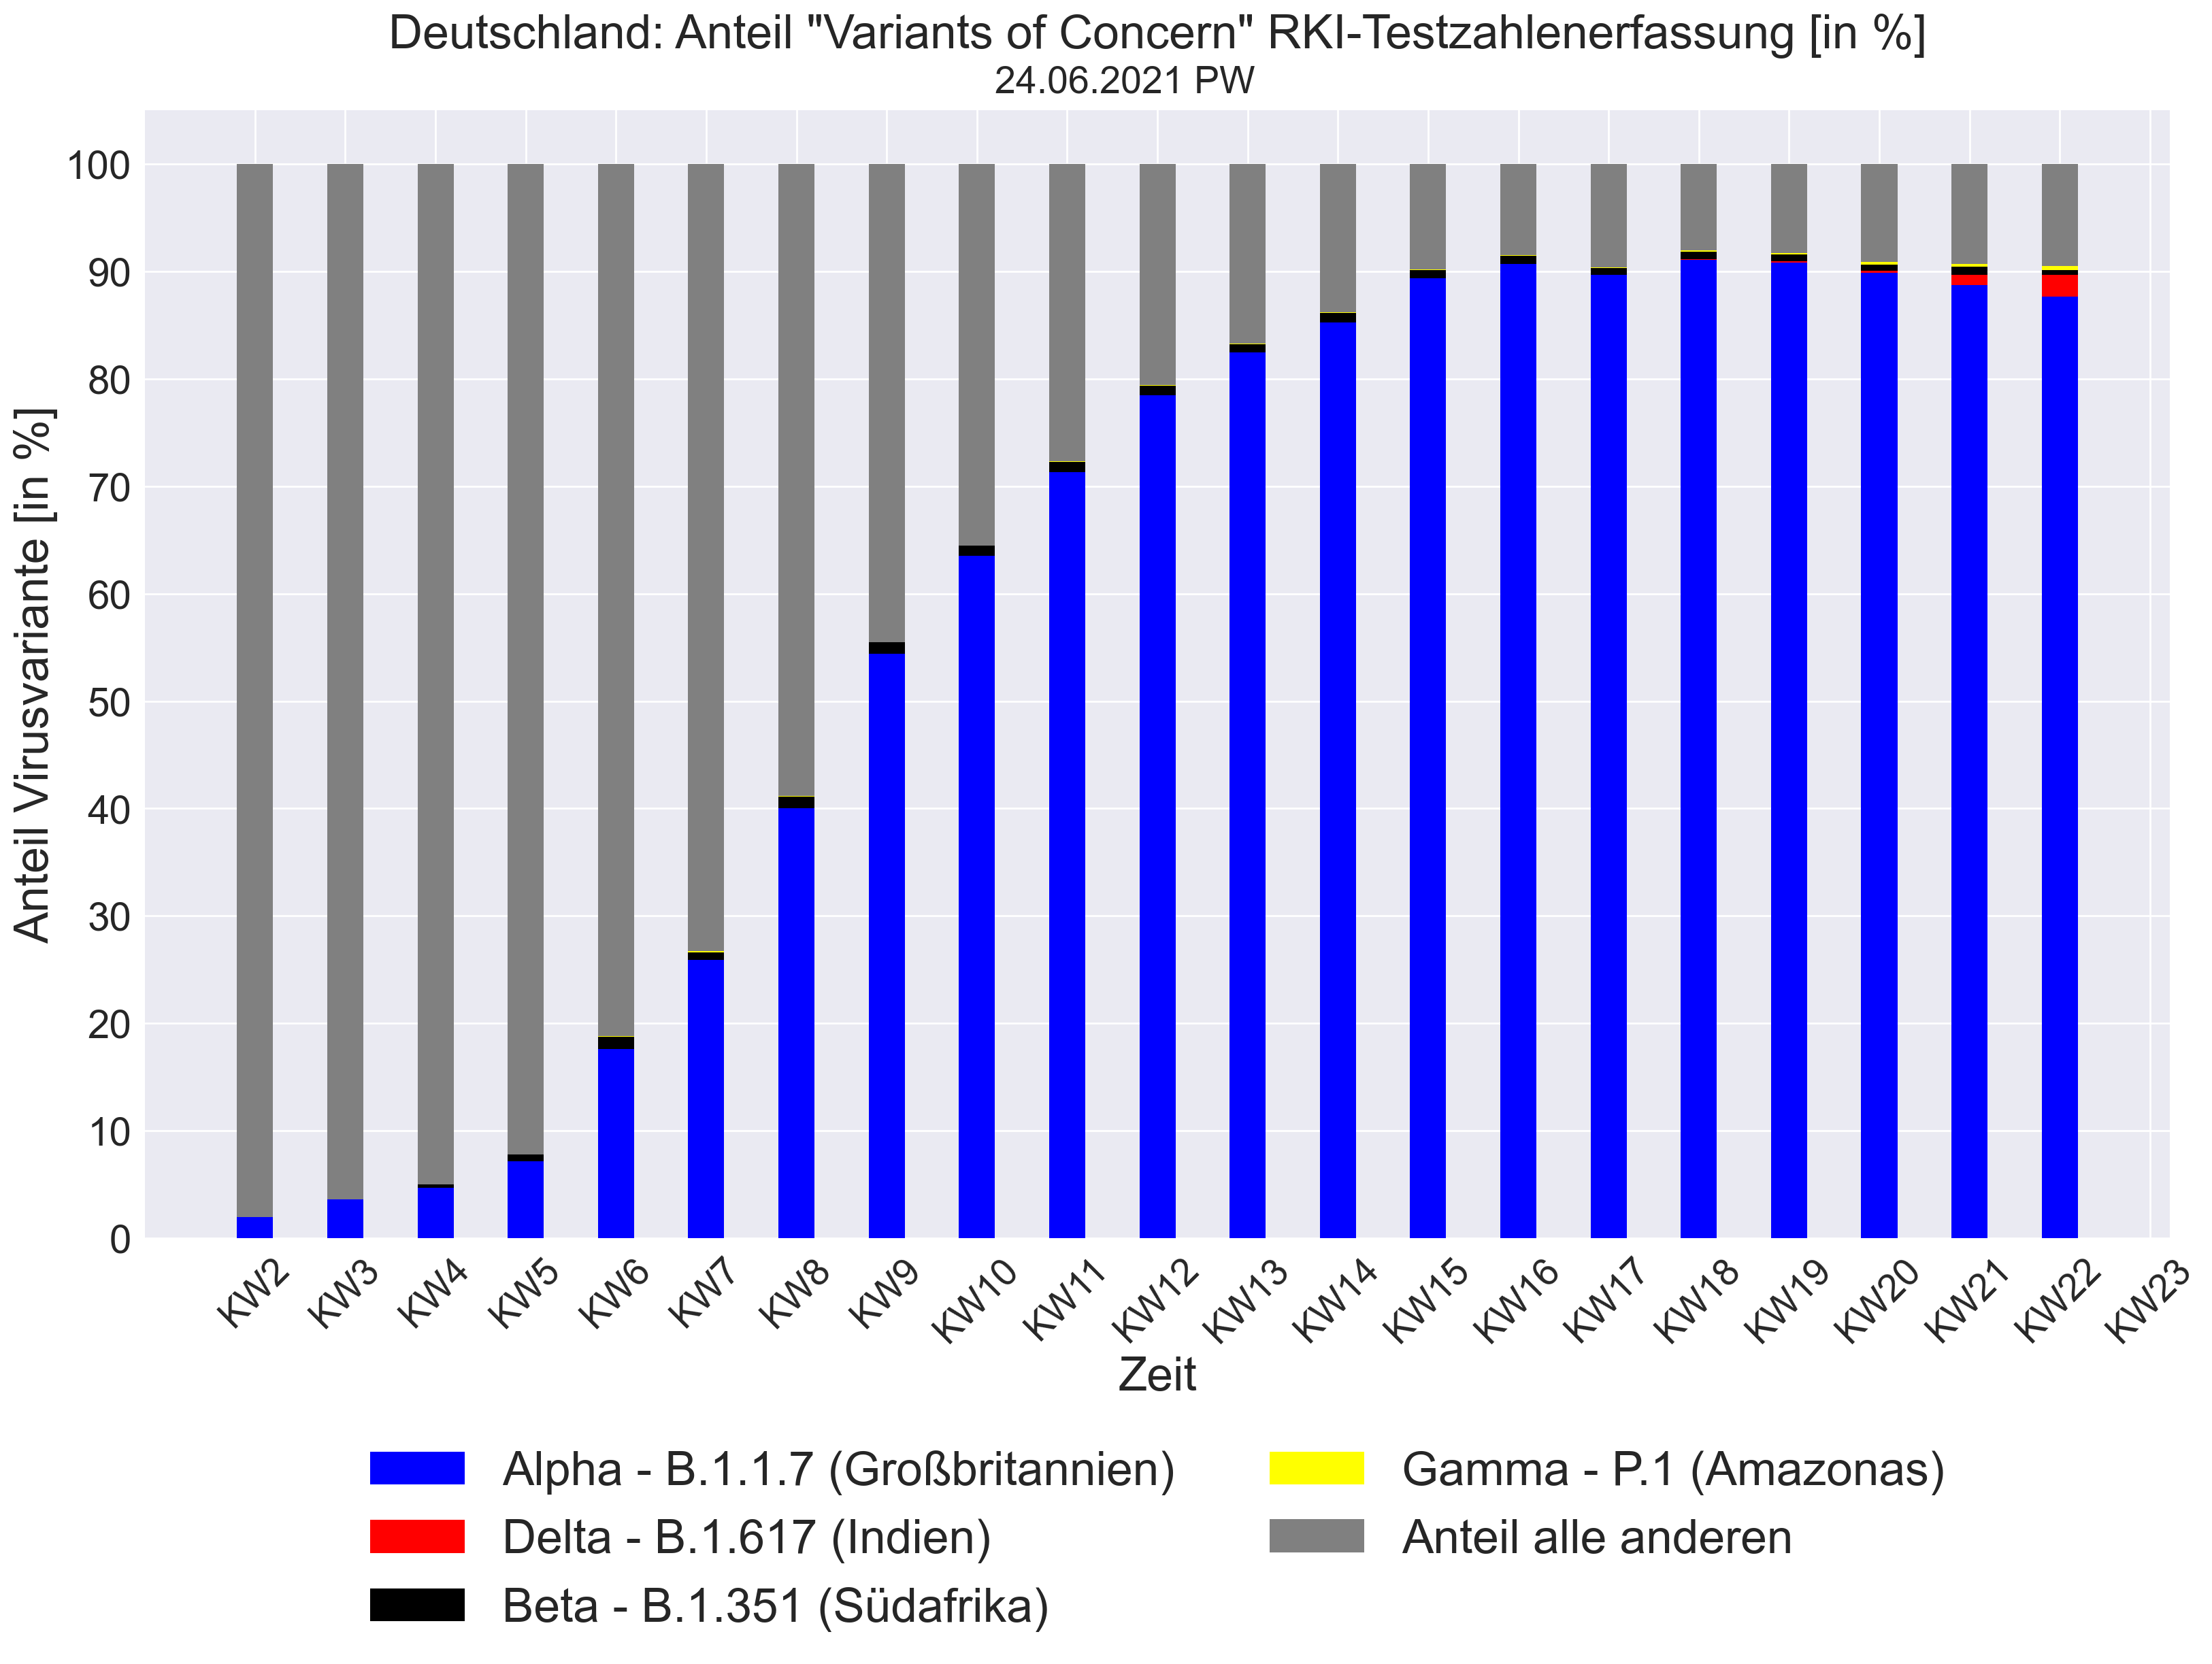 Deutschland: Anteil "Variants of Concern" RKI-Testzahlenerfassung [in %]
24.06.2021 PW
Anteil Virusvariante [in %]
100
90
80
70
60
50
40
30
20
10
0
KW2
KW3
KW4
KW5
KW6
KW7
KW8
KW9
KW10
KW11
KW12
KW13
KW14
KW15
KW16
KW17
KW18
KW19
KW20
KW21
KW22
KW23
Zeit
Alpha - B.1.1.7 (Großbritannien)
Delta - B.1.617 (Indien)
Beta - B.1.351 (Südafrika)
Gamma - P.1 (Amazonas)
Anteil alle anderen